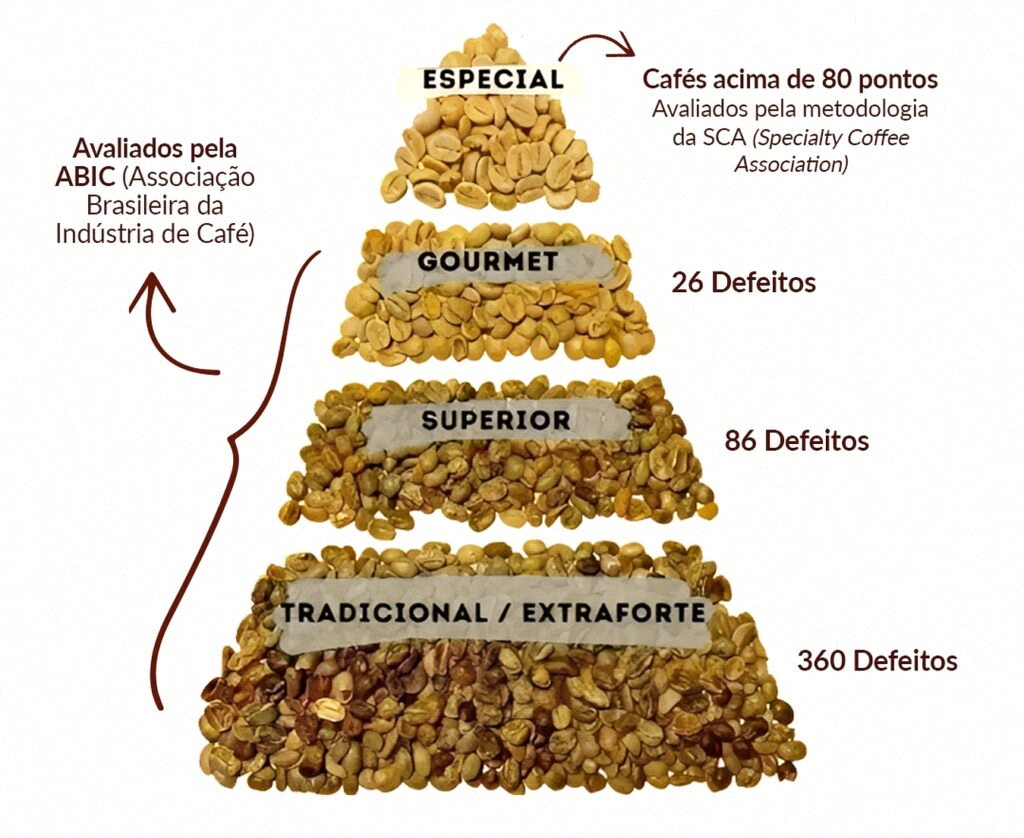 ESPECIAL
Cafés acima de 80 pontos
Avaliados pela metodologia
da SCA (Specialty Coffee
Association)
Avaliados pela
ABIC (Associação
Brasileira da
Indústria de Café)
GOURMET
26 Defeitos
SUPERIOR
86 Defeitos
TRADICIONAL / EXTRAFORTE
360 Defeitos